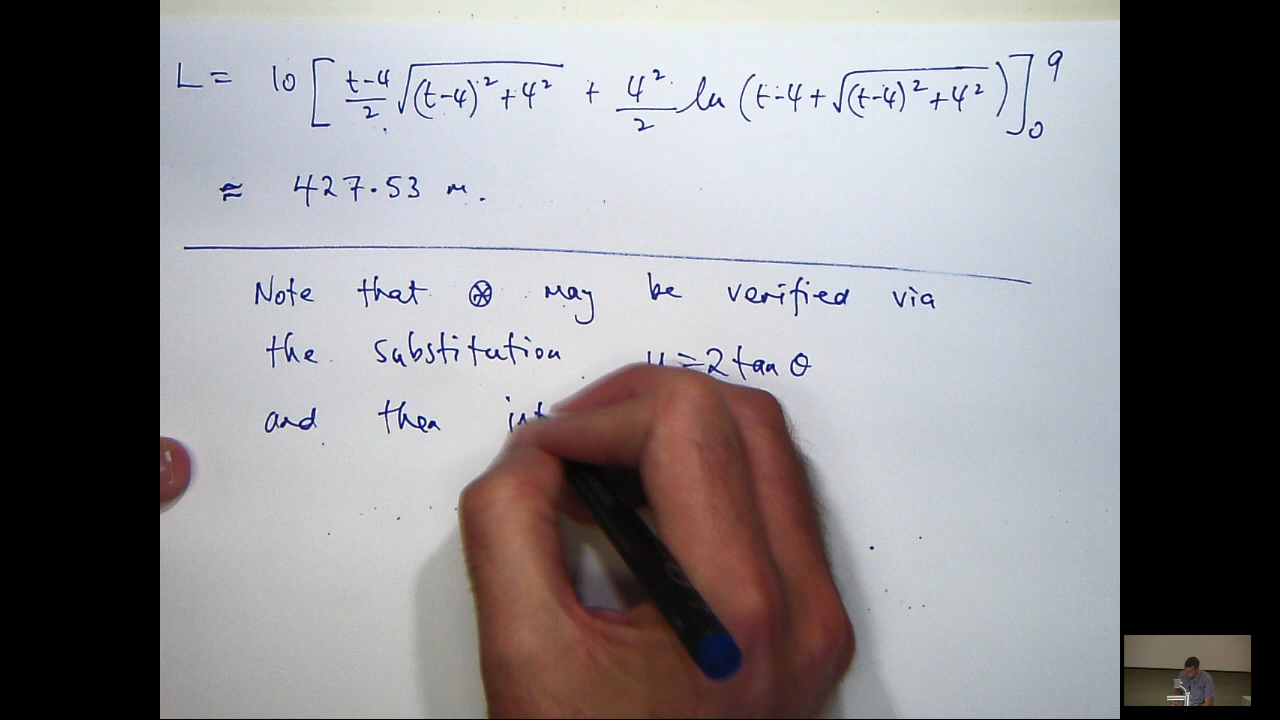 L = 10 [ t-4/2 √((t-4)² + 4²) + 4²/2 ln (t-4 + √((t-4)² + 4²)) ]₀⁹
≈ 427.53 m.
Note that ⊛ may be verified via
the substitution u = 2 tan θ
and then int